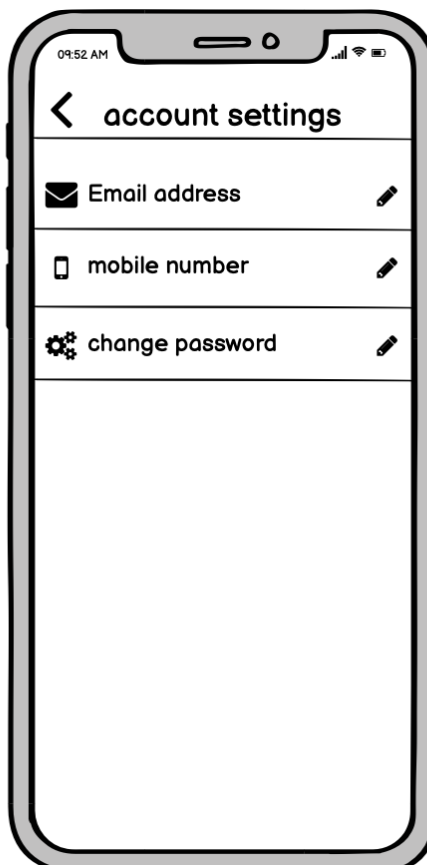 09:52 AM
account settings
Email address
mobile number
change password